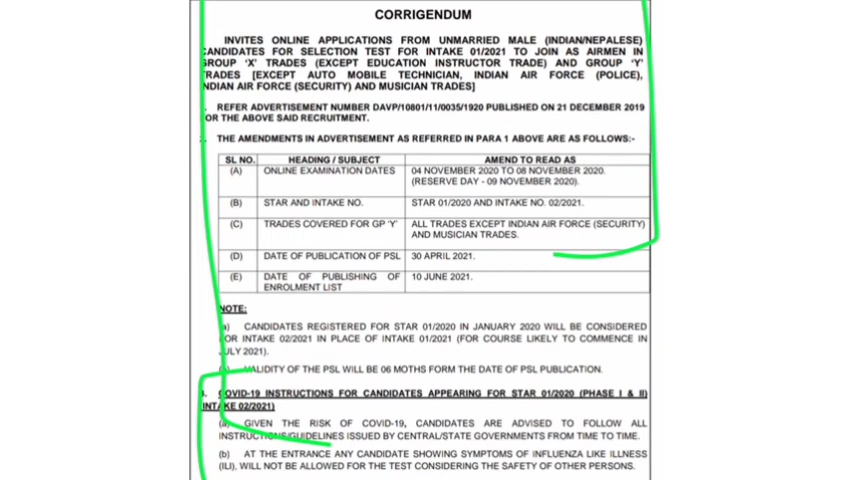 CORRIGENDUM
INVITES ONLINE APPLICATIONS FROM UNMARRIED MALE (INDIAN/NEPALESE)
CANDIDATES FOR SELECTION TEST FOR INTAKE 01/2021 TO JOIN AS AIRMEN IN
GROUP 'X' TRADES (EXCEPT EDUCATION INSTRUCTOR TRADE) AND GROUP 'Y'
TRADES [EXCEPT AUTO MOBILE TECHNICIAN, INDIAN AIR FORCE (POLICE),
INDIAN AIR FORCE (SECURITY) AND MUSICIAN TRADES]
REFER ADVERTISEMENT NUMBER DAVP/10801/11/0035/1920 PUBLISHED ON 21 DECEMBER 2019
FOR THE ABOVE SAID RECRUITMENT.
2. THE AMENDMENTS IN ADVERTISEMENT AS REFERRED IN PARA 1 ABOVE ARE AS FOLLOWS:-
SL NO. HEADING / SUBJECT AMEND TO READ AS
(A) ONLINE EXAMINATION DATES 04 NOVEMBER 2020 TO 08 NOVEMBER 2020.
(RESERVE DAY - 09 NOVEMBER 2020).
(B) STAR AND INTAKE NO. STAR 01/2020 AND INTAKE NO. 02/2021.
(C) TRADES COVERED FOR GP 'Y' ALL TRADES EXCEPT INDIAN AIR FORCE (SECURITY)
AND MUSICIAN TRADES.
(D) DATE OF PUBLICATION OF PSL 30 APRIL 2021.
(E) DATE OF PUBLISHING OF 10 JUNE 2021.
ENROLMENT LIST
NOTE:
(a) CANDIDATES REGISTERED FOR STAR 01/2020 IN JANUARY 2020 WILL BE CONSIDERED
FOR INTAKE 02/2021 IN PLACE OF INTAKE 01/2021 (FOR COURSE LIKELY TO COMMENCE IN
JULY 2021).
VALIDITY OF THE PSL WILL BE 06 MOTHS FORM THE DATE OF PSL PUBLICATION.
COVID-19 INSTRUCTIONS FOR CANDIDATES APPEARING FOR STAR 01/2020 (PHASE I & II)
(INTAKE 02/2021)
(a) GIVEN THE RISK OF COVID-19, CANDIDATES ARE ADVISED TO FOLLOW ALL
INSTRUCTIONS/GUIDELINES ISSUED BY CENTRAL/STATE GOVERNMENTS FROM TIME TO TIME.
(b) AT THE ENTRANCE ANY CANDIDATE SHOWING SYMPTOMS OF INFLUENZA LIKE ILLNESS
(ILI), WILL NOT BE ALLOWED FOR THE TEST CONSIDERING THE SAFETY OF OTHER PERSONS.